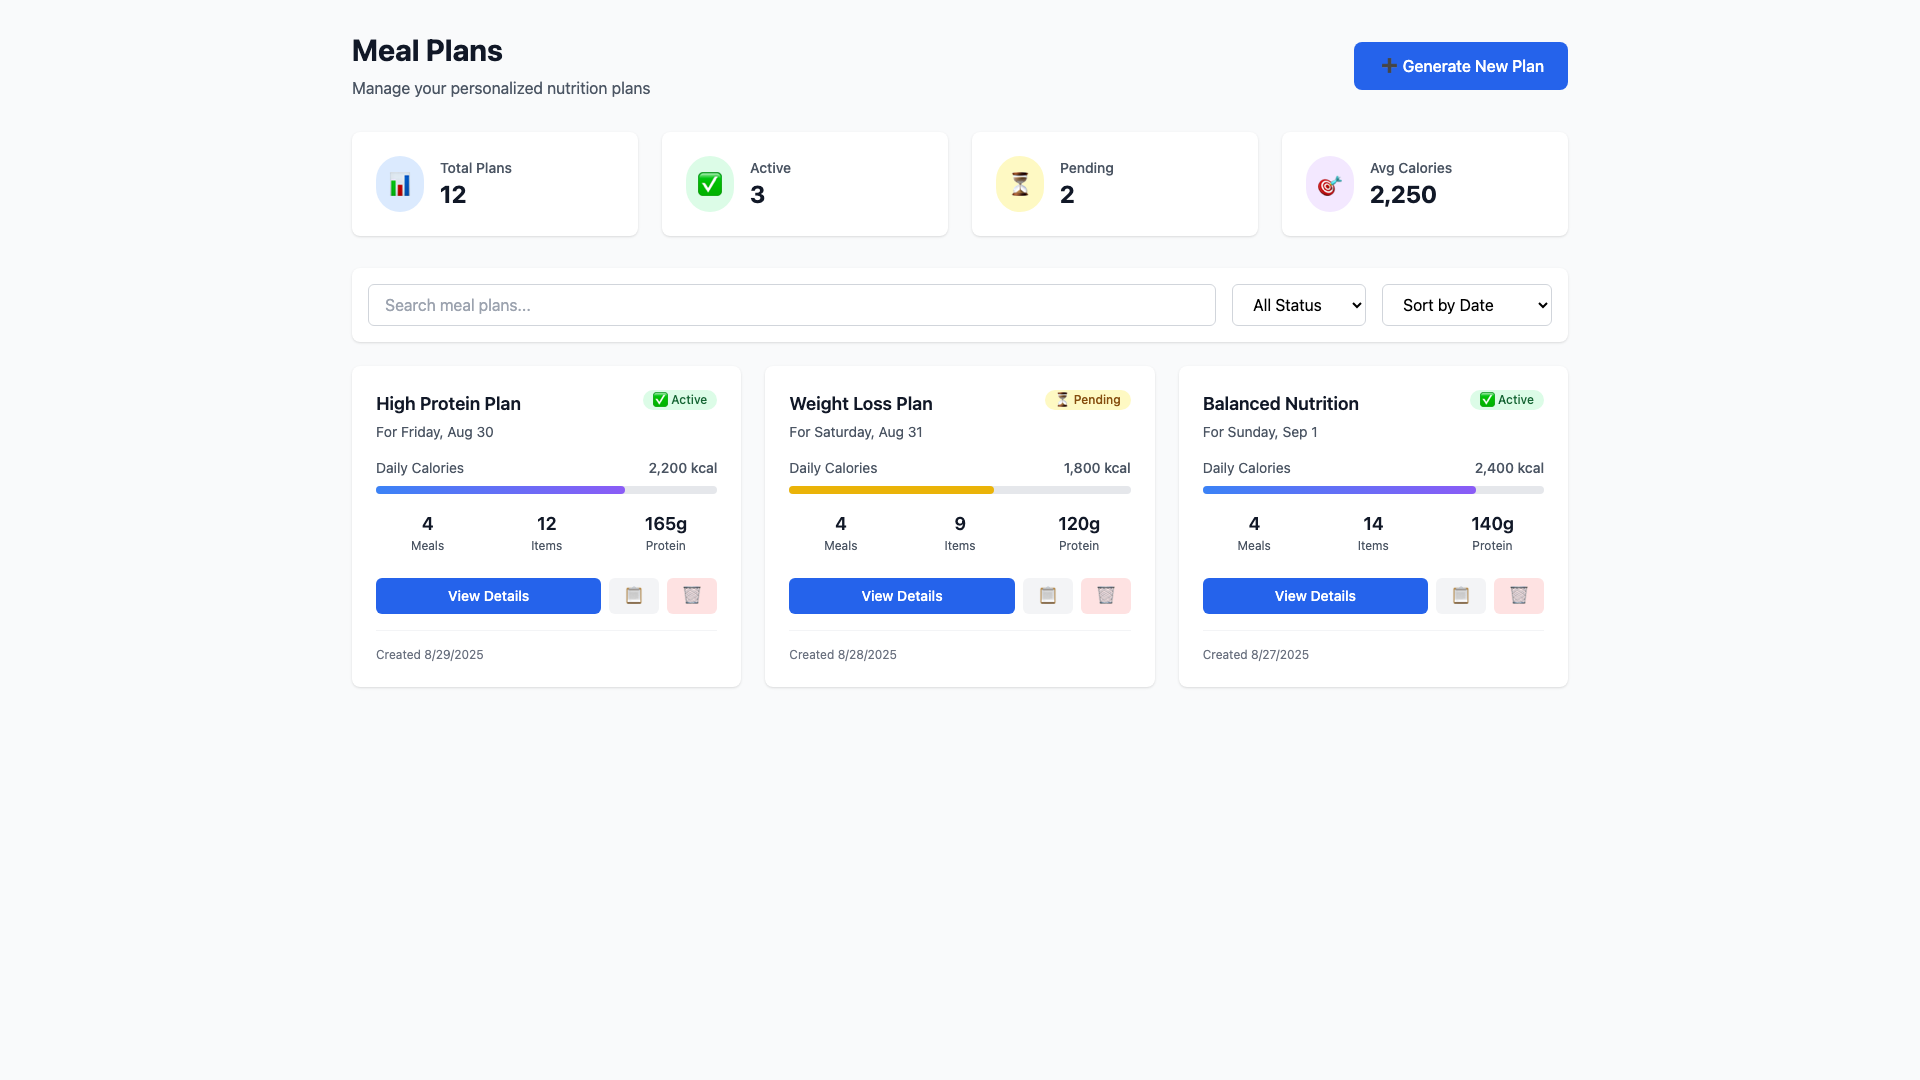 Meal Plans
Manage your personalized nutrition plans
➕ Generate New Plan
Total Plans
12
Active
3
Pending
2
Avg Calories
2,250
Search meal plans...
All Status
Sort by Date
High Protein Plan
✅ Active
For Friday, Aug 30
Daily Calories
2,200 kcal
4
12
165g
Meals
Items
Protein
View Details
Created 8/29/2025
Weight Loss Plan
⏳ Pending
For Saturday, Aug 31
Daily Calories
1,800 kcal
4
9
120g
Meals
Items
Protein
View Details
Created 8/28/2025
Balanced Nutrition
✅ Active
For Sunday, Sep 1
Daily Calories
2,400 kcal
4
14
140g
Meals
Items
Protein
View Details
Created 8/27/2025